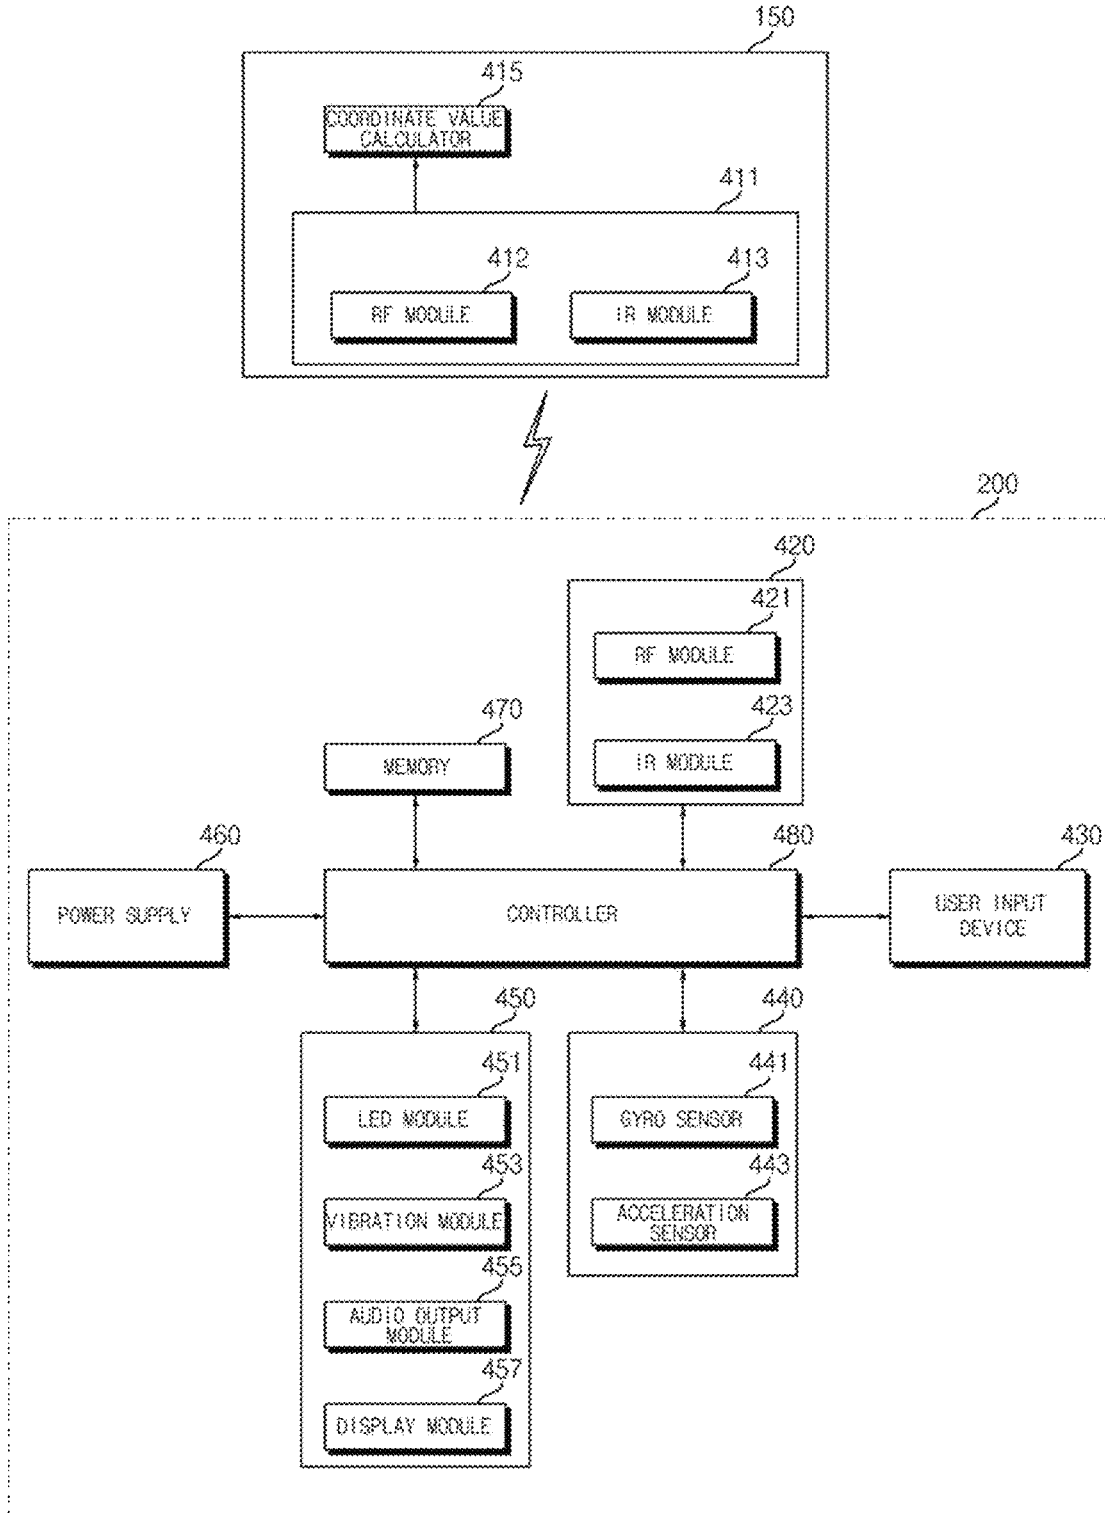 150
415
COORDINATE VALUE
CALCULATOR
411
412
413
RF MODULE
IR MODULE
200
420
421
RF MODULE
470
423
MEMORY
IR MODULE
460
480
430
POWER SUPPLY
CONTROLLER
USER INPUT
DEVICE
450
440
451
441
LED MODULE
GYRO SENSOR
453
443
VIBRATION MODULE
ACCELERATION
SENSOR
455
AUDIO OUTPUT
MODULE
457
DISPLAY MODULE